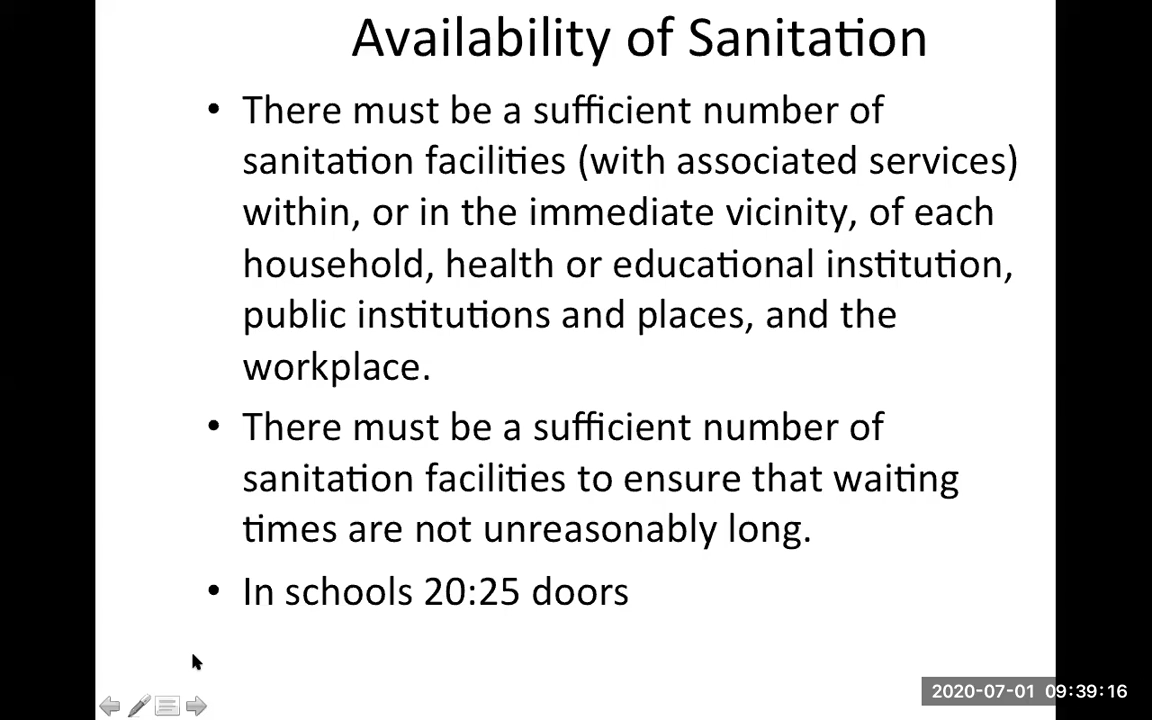 Availability of Sanitation
• There must be a sufficient number of
sanitation facilities (with associated services)
within, or in the immediate vicinity, of each
household, health or educational institution,
public institutions and places, and the
workplace.
• There must be a sufficient number of
sanitation facilities to ensure that waiting
times are not unreasonably long.
• In schools 20:25 doors
2020-07-01 09:39:16